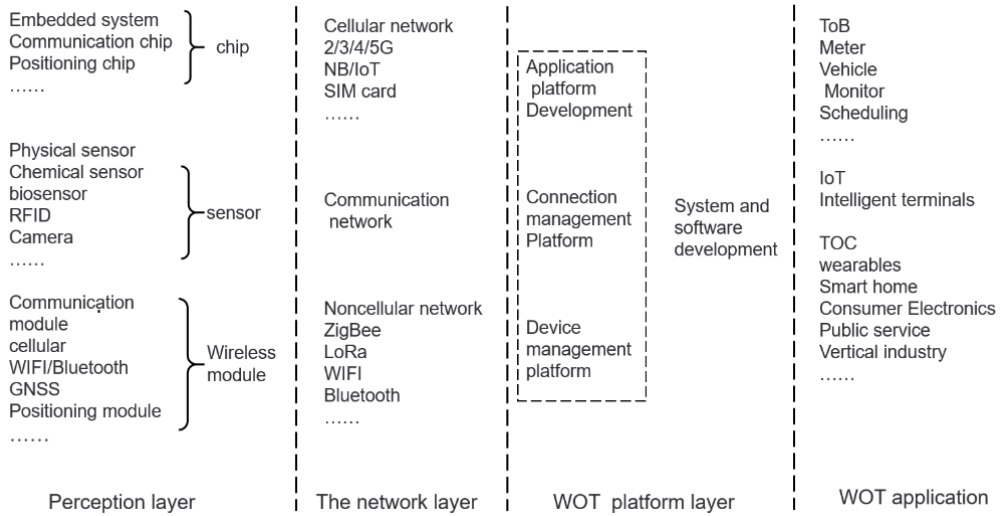 Embedded system
Communication chip
Positioning chip
......
chip
Physical sensor
Chemical sensor
biosensor
RFID
Camera
......
sensor
Communication
module
cellular
WIFI/Bluetooth
GNSS
Positioning module
......
Wireless
module
Perception layer
Cellular network
2/3/4/5G
NB/IoT
SIM card
......
Communication
network
Noncellular network
ZigBee
LoRa
WIFI
Bluetooth
......
The network layer
Application
platform
Development
Connection
management
Platform
Device
management
platform
System and
software
development
WOT platform layer
ToB
Meter
Vehicle
Monitor
Scheduling
......
IoT
Intelligent terminals
TOC
wearables
Smart home
Consumer Electronics
Public service
Vertical industry
......
WOT application